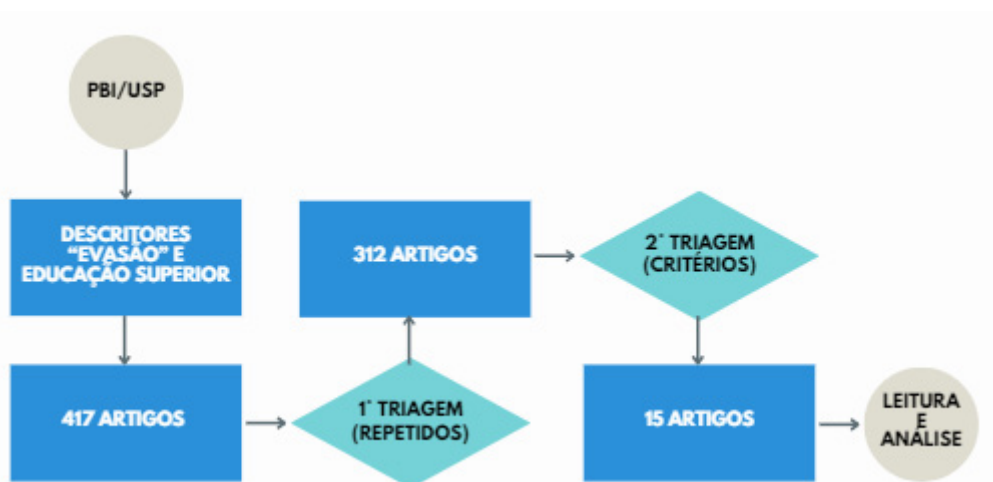 PBI/USP
DESCRITORES
“EVASÃO” E
EDUCAÇÃO SUPERIOR
417 ARTIGOS
1° TRIAGEM
(REPETIDOS)
312 ARTIGOS
2° TRIAGEM
(CRITÉRIOS)
15 ARTIGOS
LEITURA
E
ANÁLISE